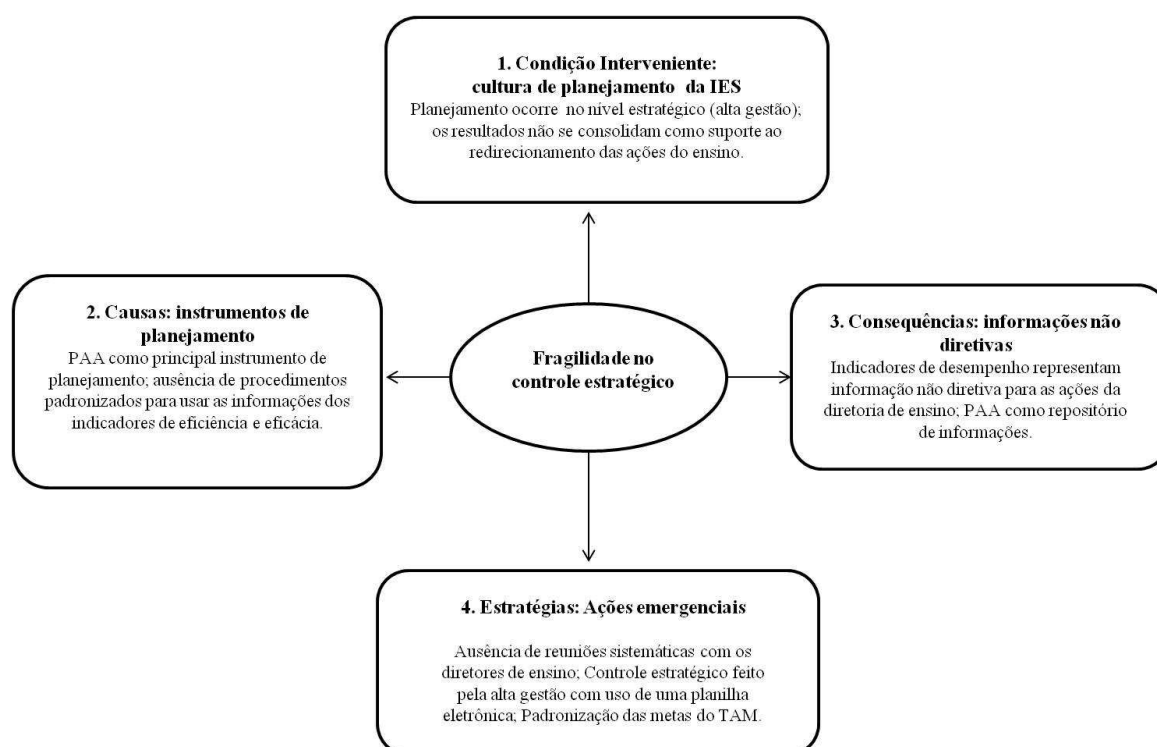 1. Condição Interveniente:
cultura de planejamento da IES
Planejamento ocorre no nível estratégico (alta gestão);
os resultados não se consolidam como suporte ao
redirecionamento das ações do ensino.
2. Causas: instrumentos de
planejamento
PAA como principal instrumento de
planejamento; ausência de procedimentos
padronizados para usar as informações dos
indicadores de eficiência e eficácia.
Fragilidade no
controle estratégico
3. Consequências: informações não
diretivas
Indicadores de desempenho representam
informação não diretiva para as ações da
diretoria de ensino; PAA como repositório
de informações.
4. Estratégias: Ações emergenciais
Ausência de reuniões sistemáticas com os
diretores de ensino; Controle estratégico feito
pela alta gestão com uso de uma planilha
eletrônica; Padronização das metas do TAM.